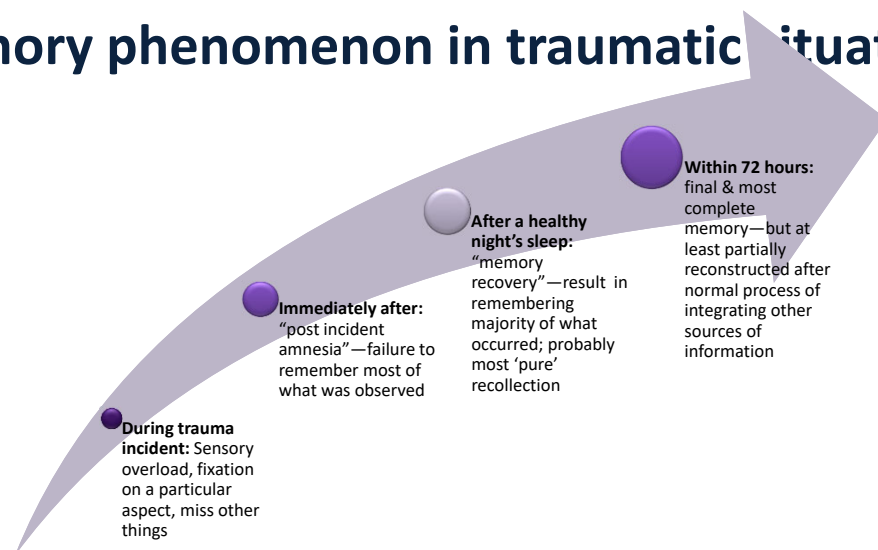 nory phenomenon in traumatic situat
During trauma
incident: Sensory
overload, fixation
on a particular
aspect, miss other
things
Immediately after:
“post incident
amnesia”—failure to
remember most of
what was observed
After a healthy
night’s sleep:
“memory
recovery”—result in
remembering
majority of what
occurred; probably
most ‘pure’
recollection
Within 72 hours:
final & most
complete
memory—but at
least partially
reconstructed after
normal process of
integrating other
sources of
information